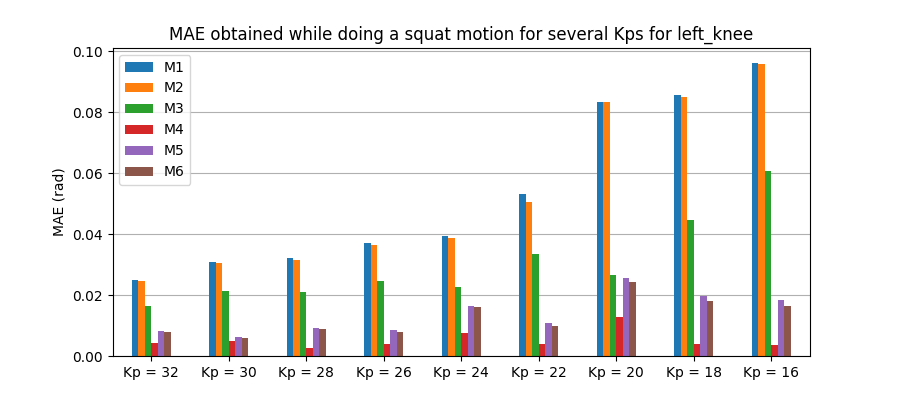 MAE obtained while doing a squat motion for several Kps for left_knee
MAE (rad)
0.10
0.08
0.06
0.04
0.02
0.00
M1
M2
M3
M4
M5
M6
Kp = 32 Kp = 30 Kp = 28 Kp = 26 Kp = 24 Kp = 22 Kp = 20 Kp = 18 Kp = 16